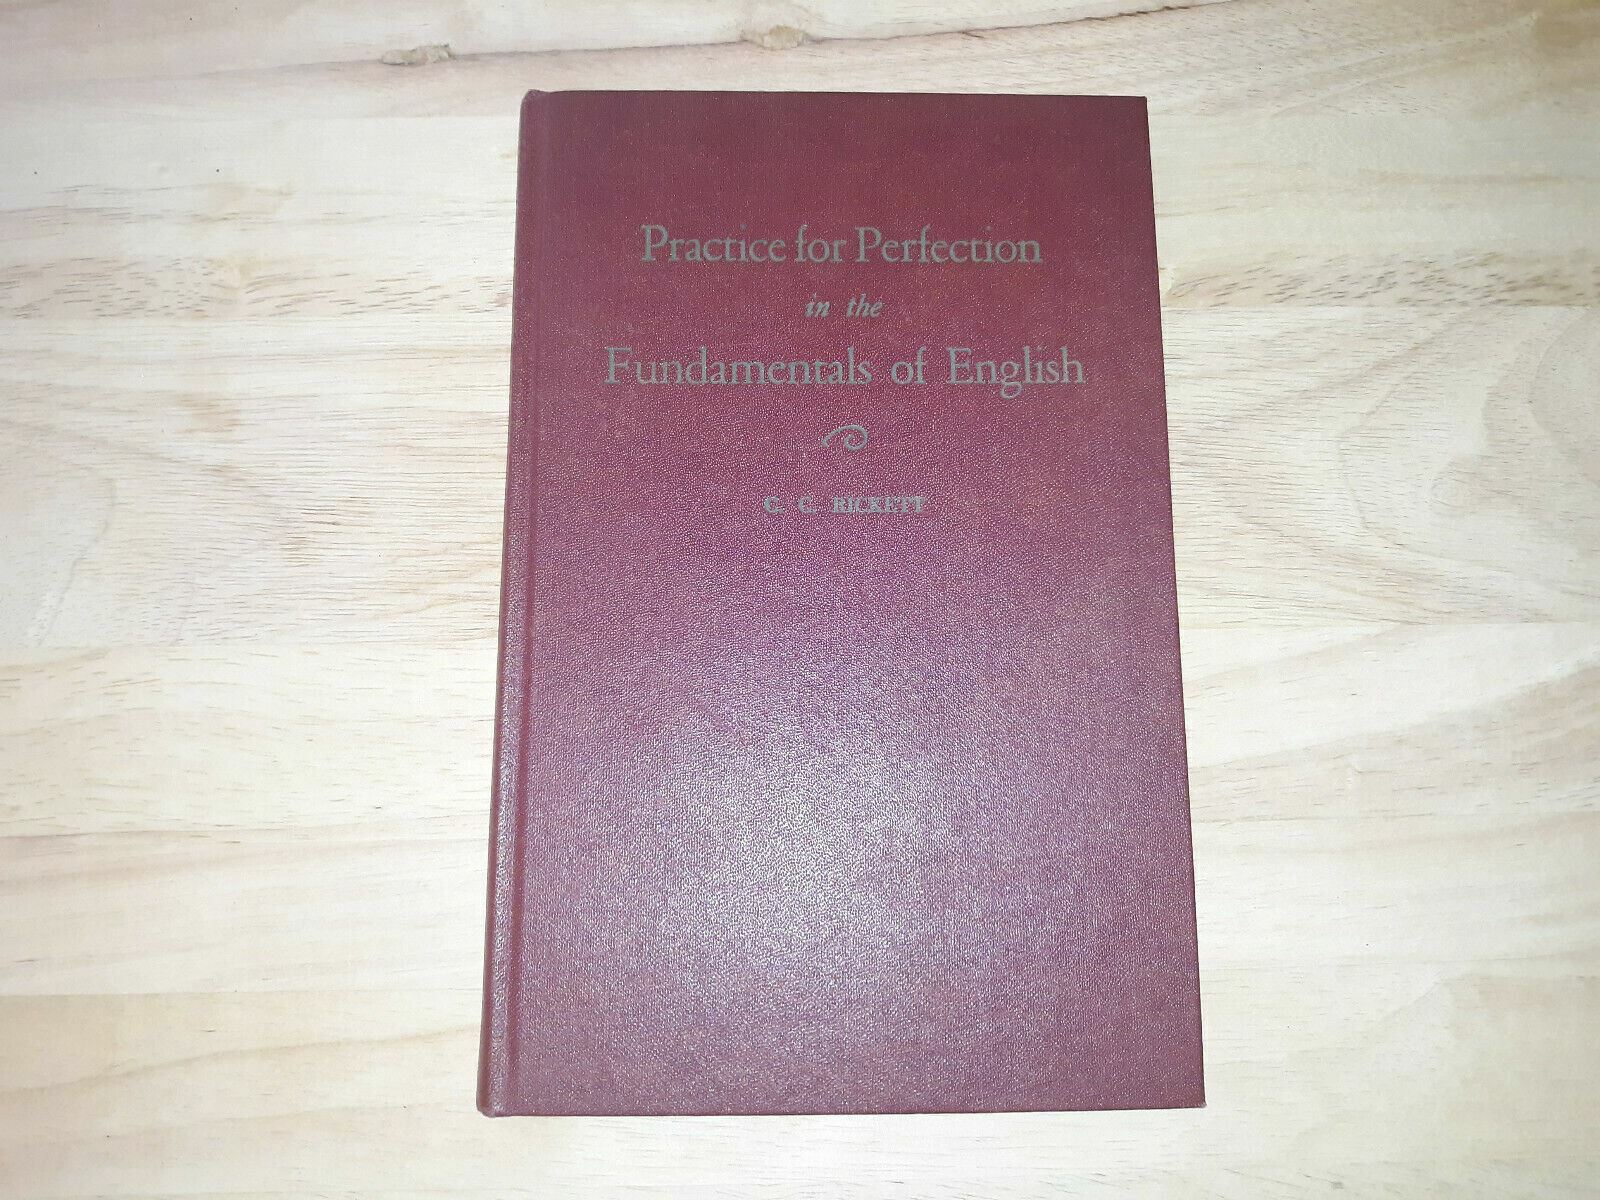 Practice for Perfection
in the
Fundamentals of English
C. C. RICKETT